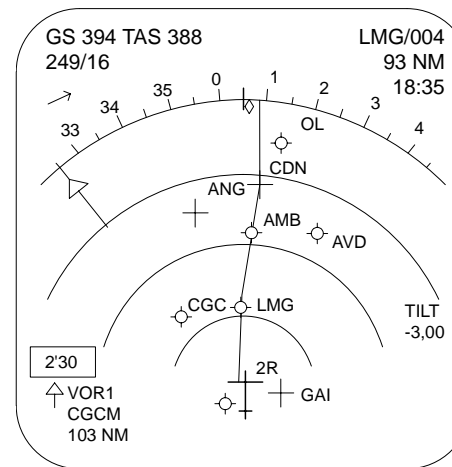 GS 394 TAS 388
LMG/004
249/16
93 NM
18:35
33
34
35
0
1
2
3
4
OL
CDN
ANG
AMB
AVD
CGC
LMG
TILT
-3,00
2'30
2R
VOR1
GAI
CGCM
103 NM